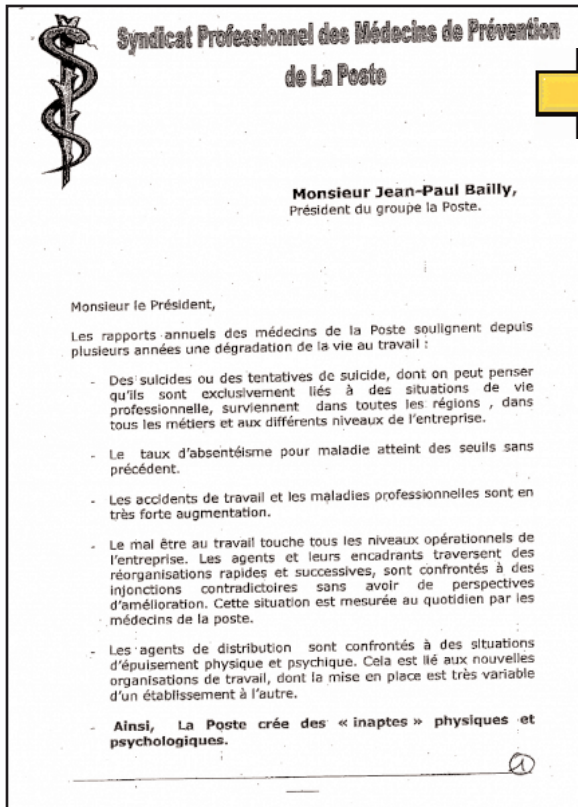 Syndicat Professionnel des Médecins de Prévention
de La Poste
Monsieur Jean-Paul Bailly,
Président du groupe la Poste.
Monsieur le Président,
Les rapports annuels des médecins de la Poste soulignent depuis
plusieurs années une dégradation de la vie au travail :
- Des suicides ou des tentatives de suicide, dont on peut penser
qu'ils sont exclusivement liés à des situations de vie
professionnelle, surviennent dans toutes les régions , dans
tous les métiers et aux différents niveaux de l'entreprise.
- Le taux d'absentéisme pour maladie atteint des seuils sans
précédent.
- Les accidents de travail et les maladies professionnelles sont en
très forte augmentation.
- Le mal être au travail touche tous les niveaux opérationnels de
l'entreprise. Les agents et leurs encadrants traversent des
réorganisations rapides et successives, sont confrontés à des
injonctions contradictoires sans avoir de perspectives
d'amélioration. Cette situation est mesurée au quotidien par les
médecins de la poste.
- Les agents de distribution sont confrontés à des situations
d'épuisement physique et psychique. Cela est lié aux nouvelles
organisations de travail, dont la mise en place est très variable
d'un établissement à l'autre.
- Ainsi, La Poste crée des « inaptes » physiques et
psychologiques.
1